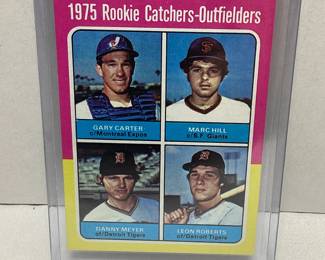 1975 Rookie Catchers-Outfielders
GARY CARTER
c/Montreal Expos
MARC HILL
c/S.F. Giants
DANNY MEYER
of/Detroit Tigers
LEON ROBERTS
of/Detroit Tigers